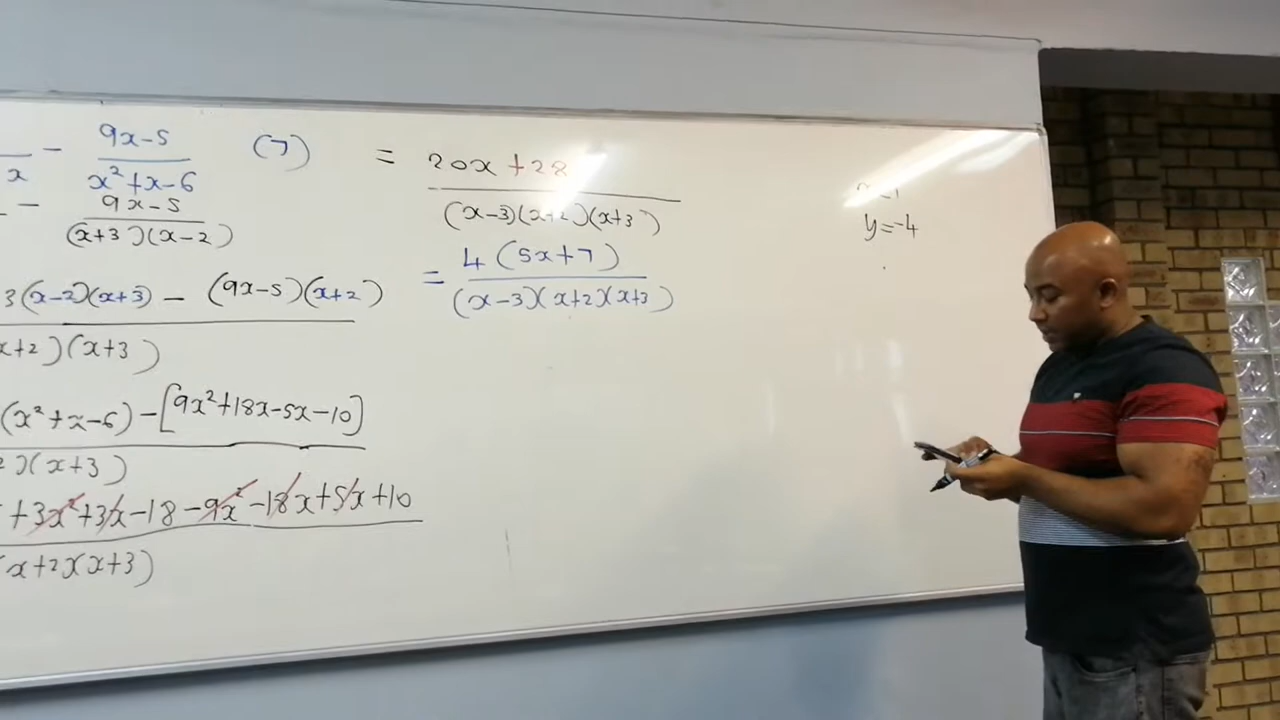 x - 9x-5 / x²+x-6 (7)
- 9x-5 / (x+3)(x-2)
3(x-2)(x+3) - (9x-5)(x+2)
x+2)(x+3)
(x²+x-6) - [9x²+18x-5x-10]
)(x+3)
+3x²+3x-18-9x²-18x+5x+10
(x+2)(x+3)
= 20x+28 / (x-3)(x+2)(x+3)
= 4(5x+7) / (x-3)(x+2)(x+3)
y=-4